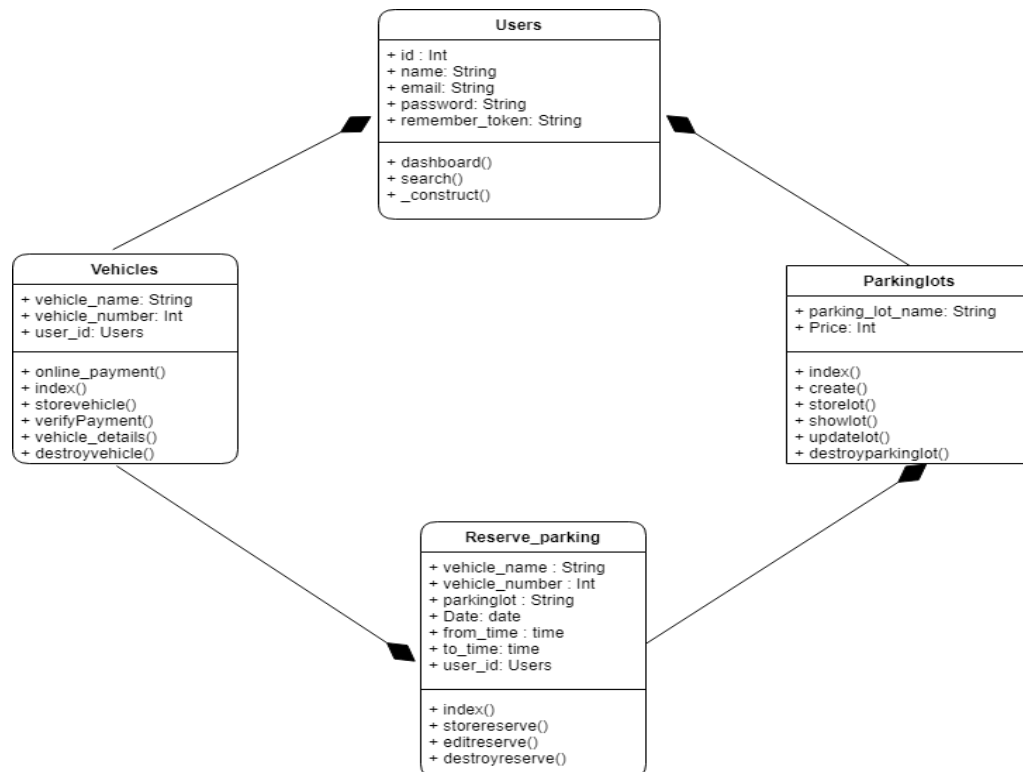 Users
+ id : Int
+ name: String
+ email: String
+ password: String
+ remember_token: String
+ dashboard()
+ search()
+ _construct()
Vehicles
+ vehicle_name: String
+ vehicle_number: Int
+ user_id: Users
+ online_payment()
+ index()
+ storevehicle()
+ verifyPayment()
+ vehicle_details()
+ destroyvehicle()
Parkinglots
+ parking_lot_name: String
+ Price: Int
+ index()
+ create()
+ storelot()
+ showlot()
+ updatelot()
+ destroyparkinglot()
Reserve_parking
+ vehicle_name : String
+ vehicle_number : Int
+ parkinglot : String
+ Date: date
+ from_time : time
+ to_time: time
+ user_id: Users
+ index()
+ storereserve()
+ editreserve()
+ destroyreserve()